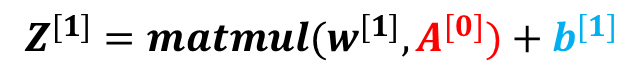 Z[1] = matmul(w[1], A[0]) + b[1]